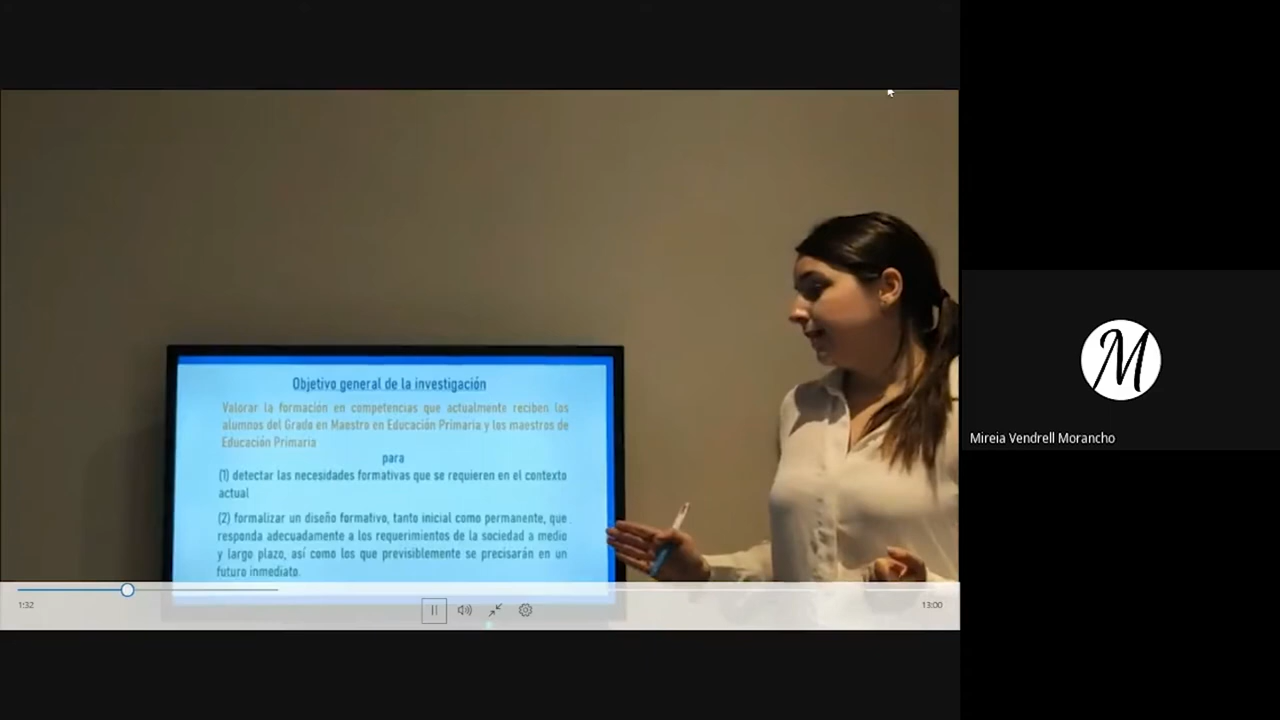 Objetivo general de la investigación
Valorar la formación en competencias que actualmente reciben los
alumnos del Grado en Maestro en Educación Primaria y los maestros de
Educación Primaria
para
(1) detectar las necesidades formativas que se requieren en el contexto
actual
(2) formalizar un diseño formativo, tanto inicial como permanente, que
responda adecuadamente a los requerimientos de la sociedad a medio
y largo plazo, así como los que previsiblemente se precisarán en un
futuro inmediato.
1:32
13:00
M
Mireia Vendrell Morancho